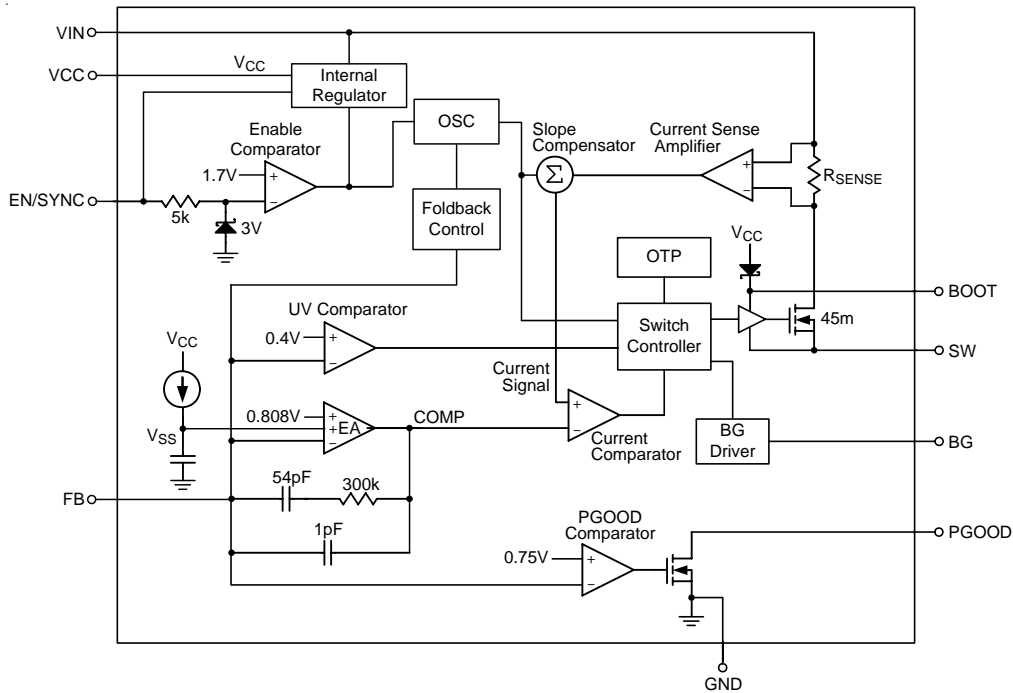 VIN
VCC
VCC
Internal
Regulator
OSC
Slope
Compensator
Current Sense
Amplifier
Enable
Comparator
1.7V
+
-
EN/SYNC
5k
3V
Foldback
Control
Σ
+
-
RSENSE
VCC
OTP
BOOT
UV Comparator
0.4V
+
-
Switch
Controller
45m
SW
VCC
Current
Signal
VSS
0.808V
+
+EA
-
COMP
+
-
Current
Comparator
BG
Driver
BG
FB
54pF
300k
1pF
PGOOD
Comparator
0.75V
+
-
PGOOD
GND